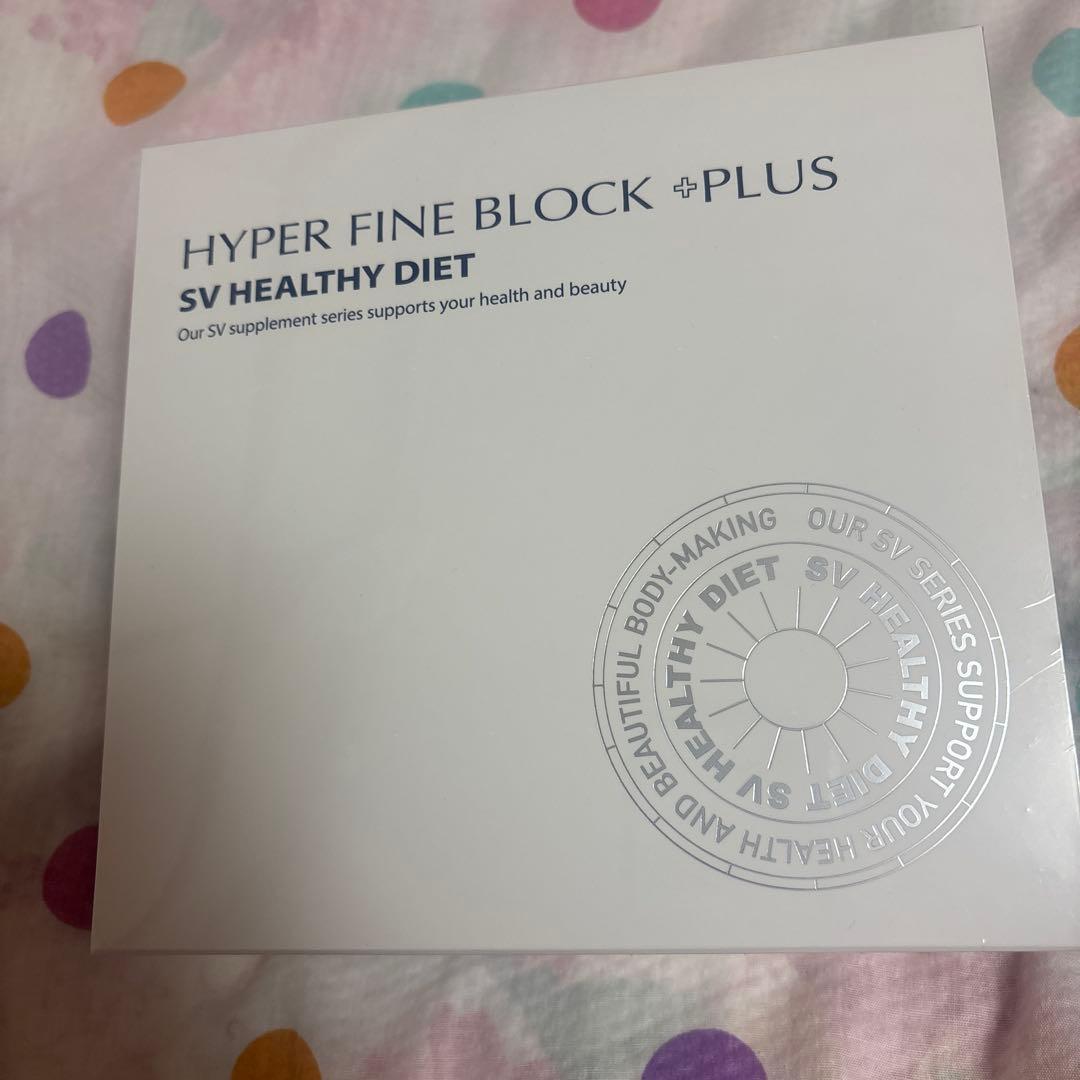 HYPER FINE BLOCK +PLUS
SV HEALTHY DIET
Our SV supplement series supports your health and beauty
OUR SV SERIES SUPPORT YOUR HEALTH AND BEAUTIFUL BODY-MAKING
SV HEALTHY DIET SV HEALTHY DIET